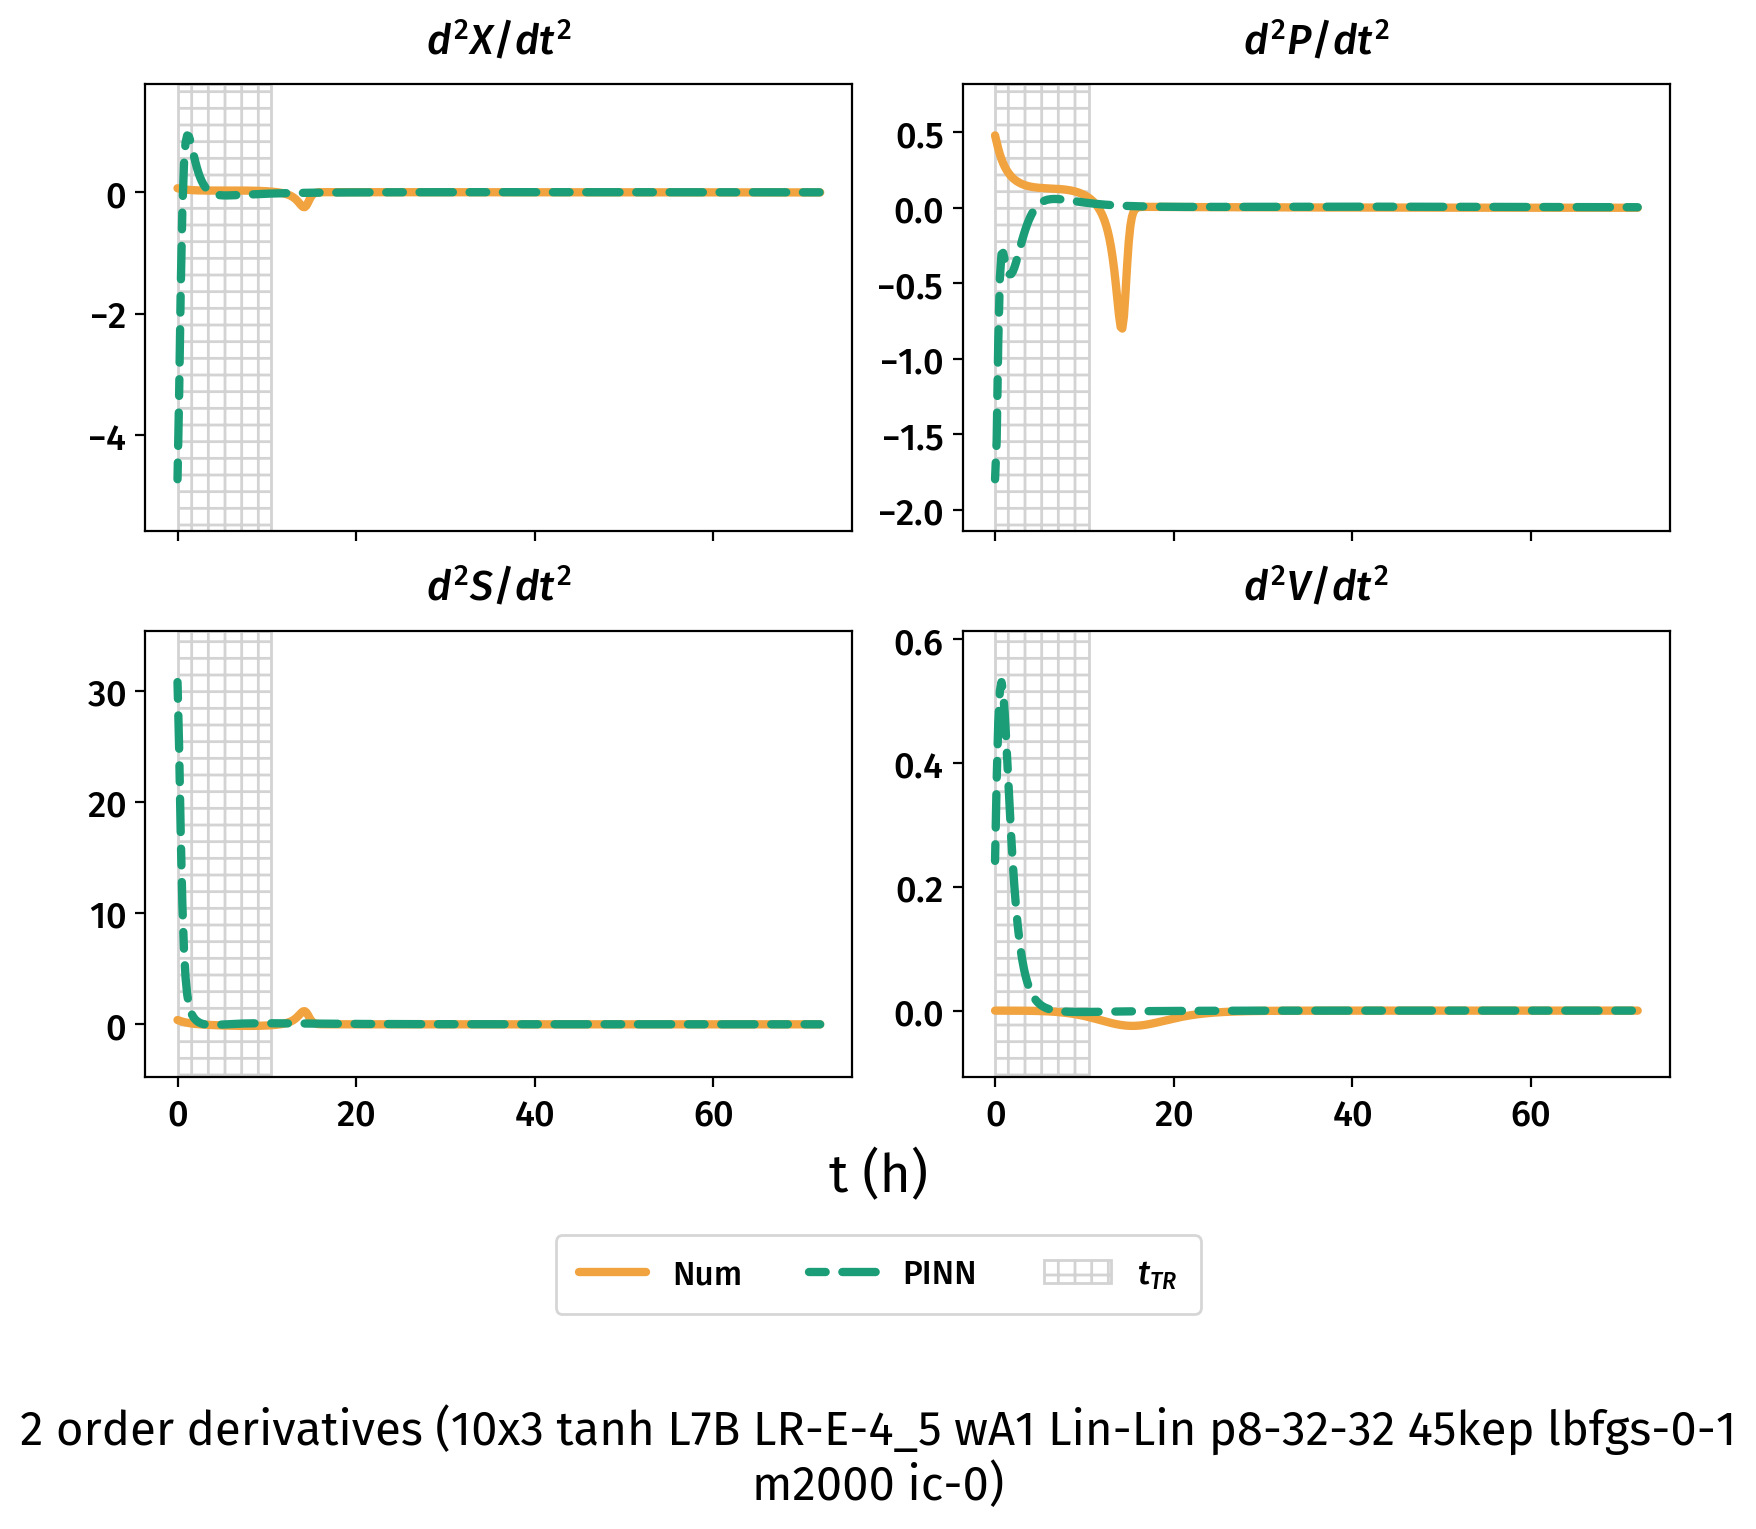 d²X/dt²
d²P/dt²
0
−2
−4
0.5
0.0
−0.5
−1.0
−1.5
−2.0
d²S/dt²
d²V/dt²
30
20
10
0
0.6
0.4
0.2
0.0
0 20 40 60
0 20 40 60
t (h)
Num PINN t_TR
2 order derivatives (10x3 tanh L7B LR-E-4_5 wA1 Lin-Lin p8-32-32 45kep lbfgs-0-1
m2000 ic-0)